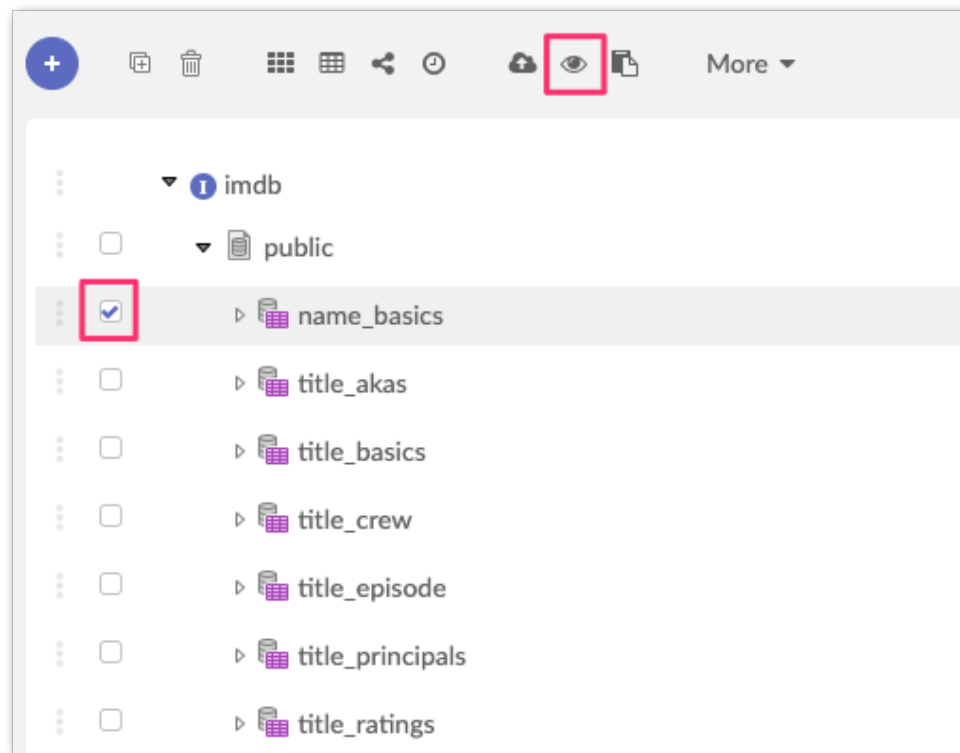 More
I imdb
public
name_basics
title_akas
title_basics
title_crew
title_episode
title_principals
title_ratings